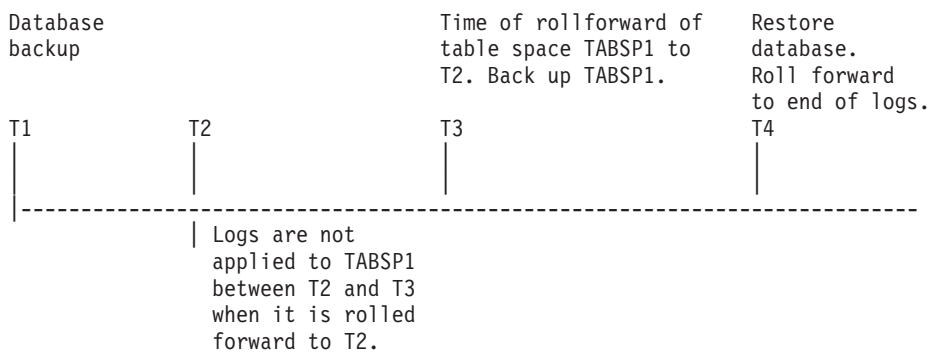 Database
backup
Time of rollforward of
table space TABSP1 to
T2. Back up TABSP1.
Restore
database.
Roll forward
to end of logs.
T1
T2
T3
T4
Logs are not
applied to TABSP1
between T2 and T3
when it is rolled
forward to T2.